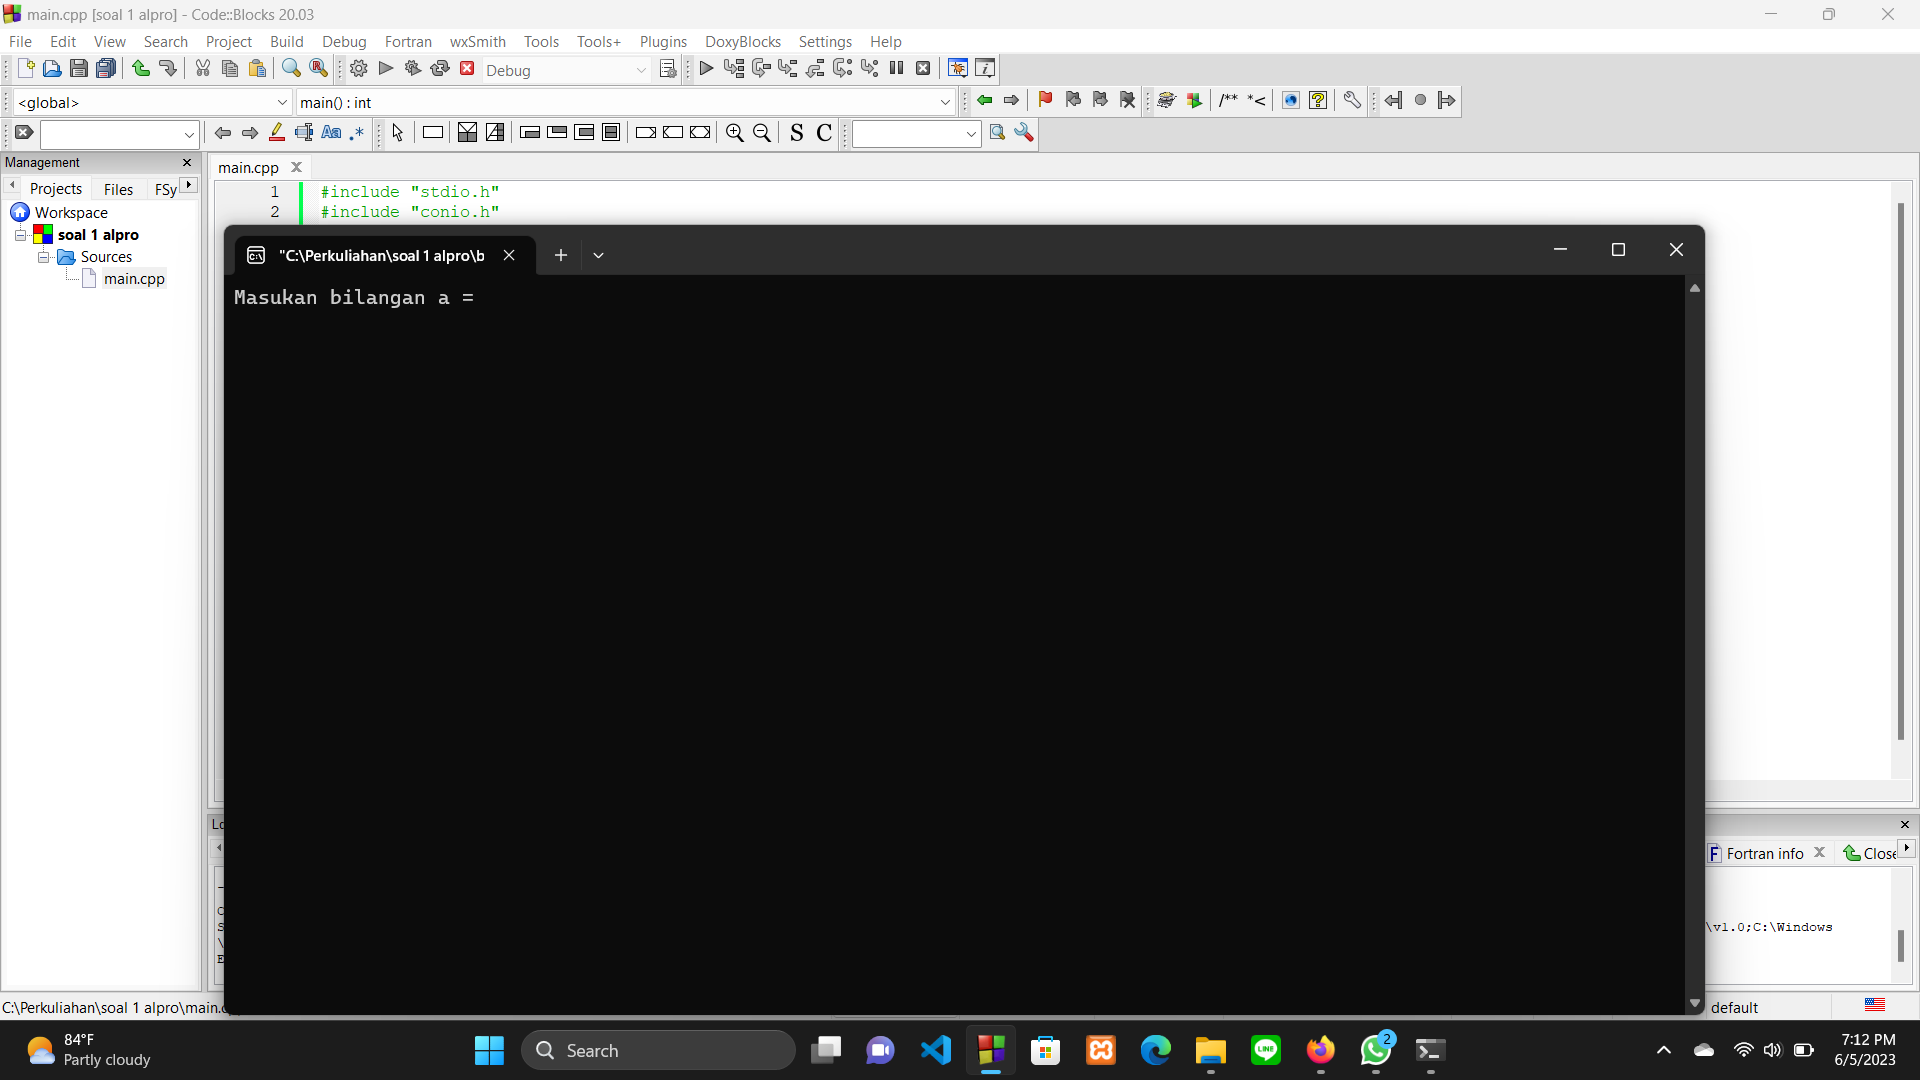 main.cpp [soal 1 alpro] - Code::Blocks 20.03
File Edit View Search Project Build Debug Fortran wxSmith Tools Tools+ Plugins DoxyBlocks Settings Help
Debug
<global> main() : int /** *<
Aa .* S C
Management
main.cpp
Projects Files FSy
Workspace
soal 1 alpro
Sources
main.cpp
1 #include "stdio.h"
2 #include "conio.h"
"C:\Perkuliahan\soal 1 alpro\b
Masukan bilangan a =
Fortran info Close
\v1.0;C:\Windows
C:\Perkuliahan\soal 1 alpro\main.
default
84°F
Partly cloudy
Search
LINE
2
7:12 PM
6/5/2023